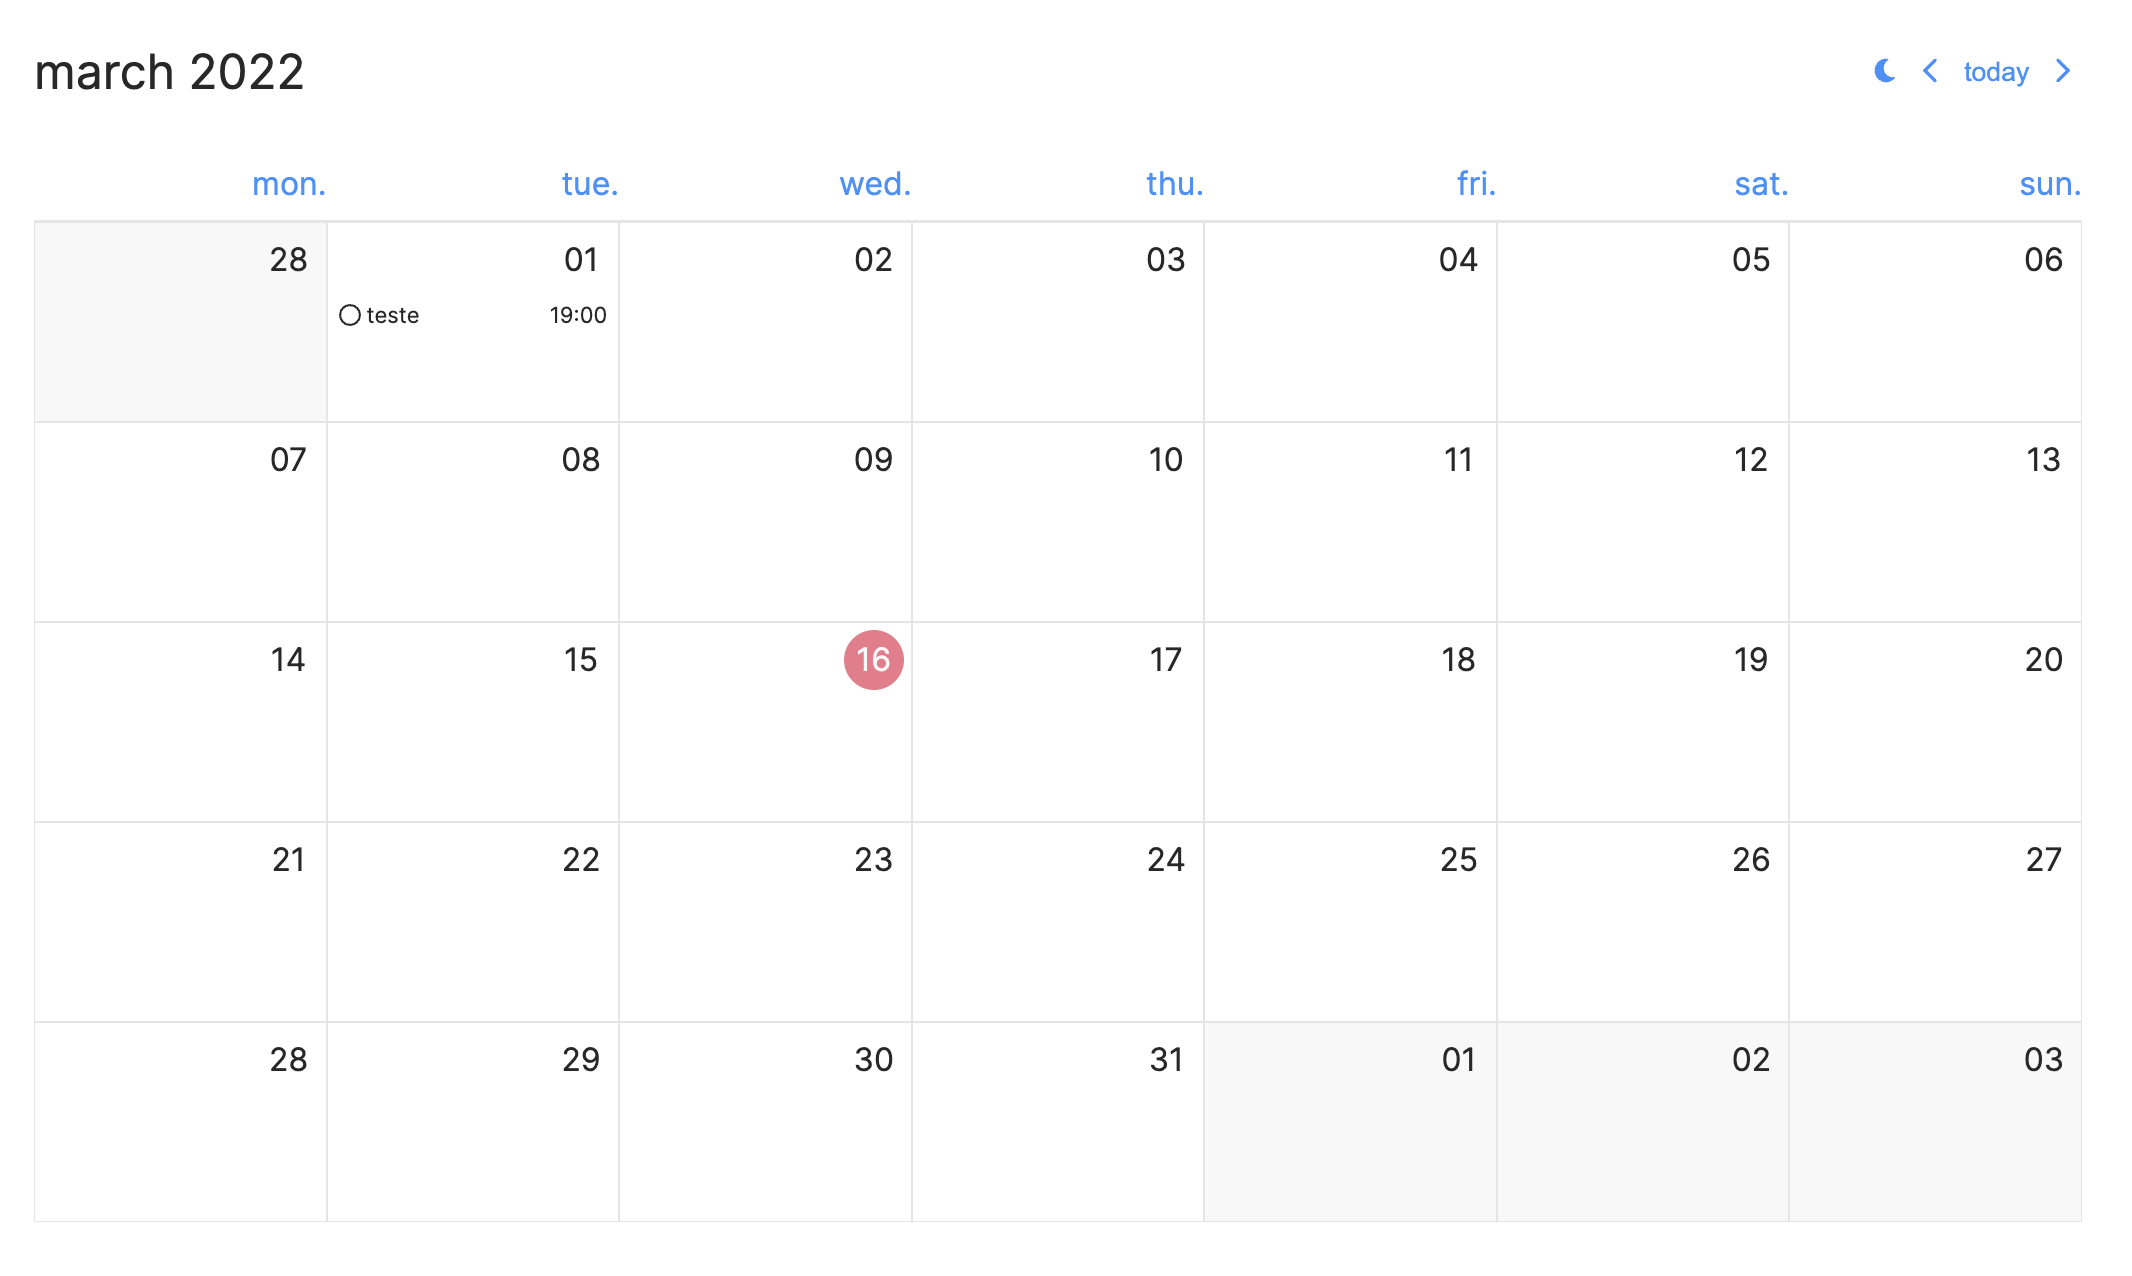 march 2022
today
mon. tue. wed. thu. fri. sat. sun.
28 01 02 03 04 05 06
teste 19:00
07 08 09 10 11 12 13
14 15 16 17 18 19 20
21 22 23 24 25 26 27
28 29 30 31 01 02 03